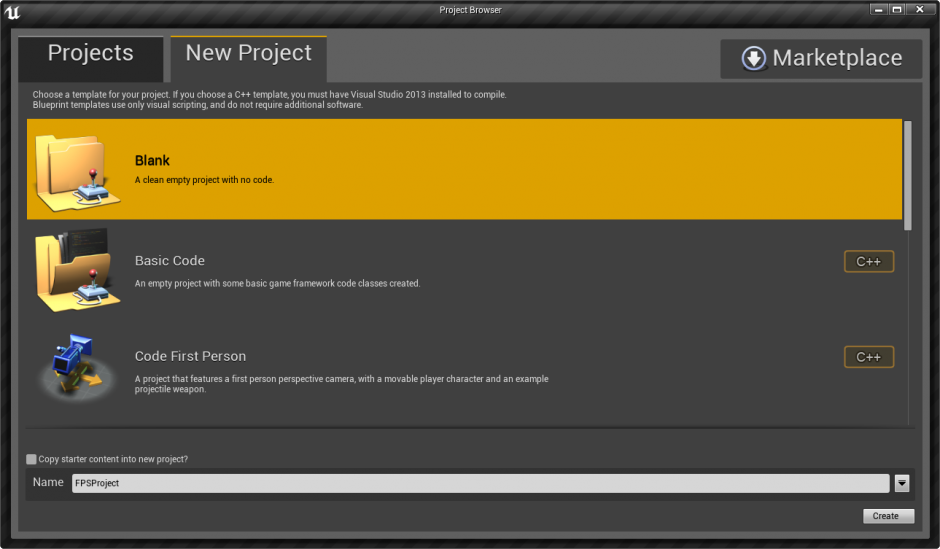 Project Browser
Projects
New Project
Marketplace
Choose a template for your project. If you choose a C++ template, you must have Visual Studio 2013 installed to compile.
Blueprint templates use only visual scripting, and do not require additional software.
Blank
A clean empty project with no code.
Basic Code
C++
An empty project with some basic game framework code classes created.
Code First Person
C++
A project that features a first person perspective camera, with a movable player character and an example
projectile weapon.
Copy starter content into new project?
Name FPSProject
Create